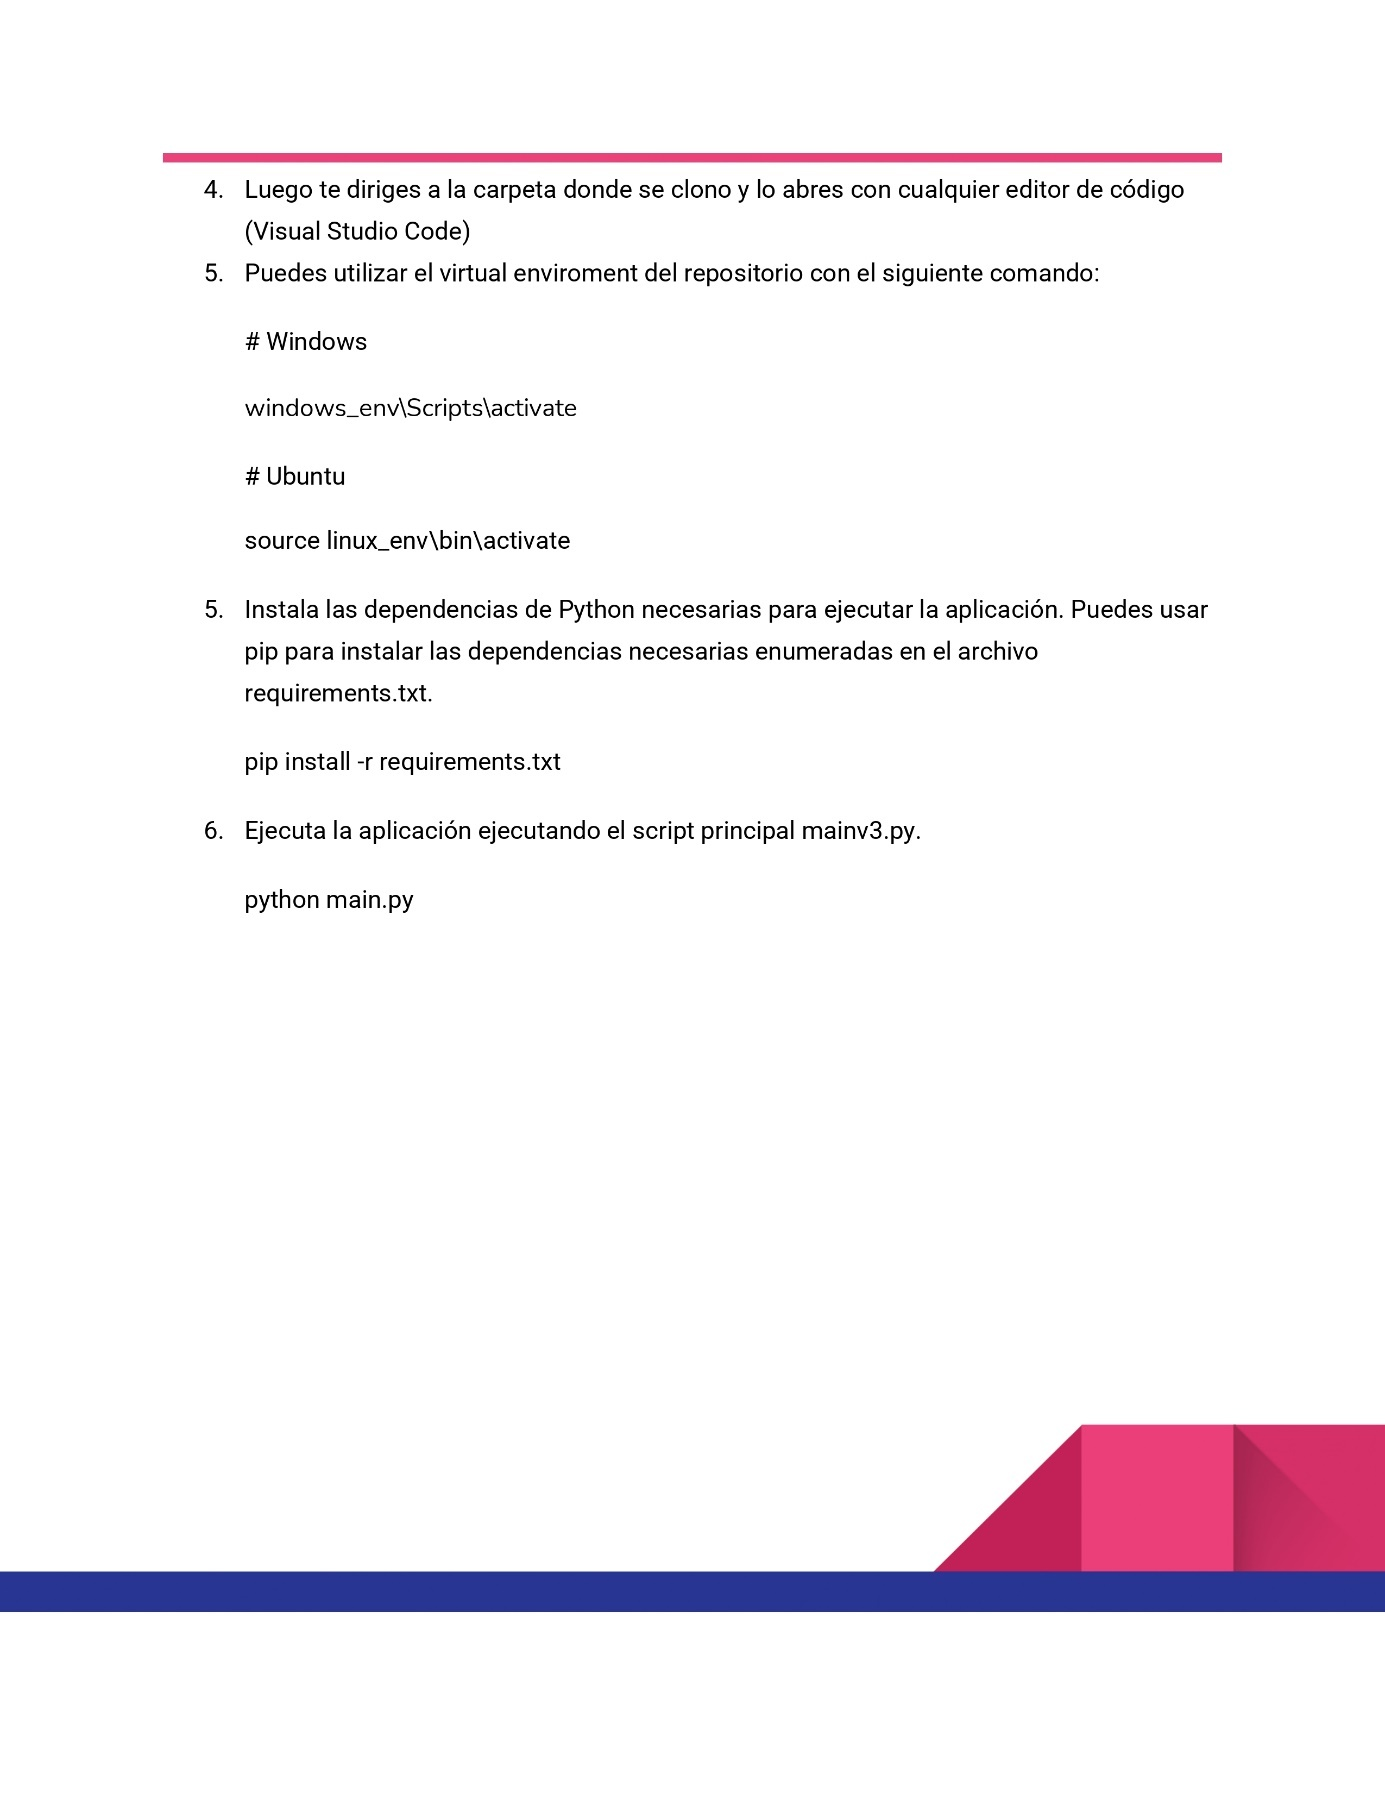 4. Luego te diriges a la carpeta donde se clono y lo abres con cualquier editor de código
(Visual Studio Code)
5. Puedes utilizar el virtual enviroment del repositorio con el siguiente comando:
# Windows
windows_env\Scripts\activate
# Ubuntu
source linux_env\bin\activate
5. Instala las dependencias de Python necesarias para ejecutar la aplicación. Puedes usar
pip para instalar las dependencias necesarias enumeradas en el archivo
requirements.txt.
pip install -r requirements.txt
6. Ejecuta la aplicación ejecutando el script principal mainv3.py.
python main.py